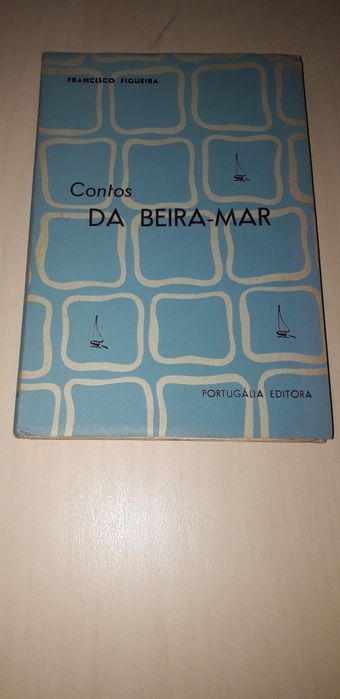 FRANCISCO FIGUEIRA
Contos
DA BEIRA-MAR
PORTUGÁLIA EDITORA